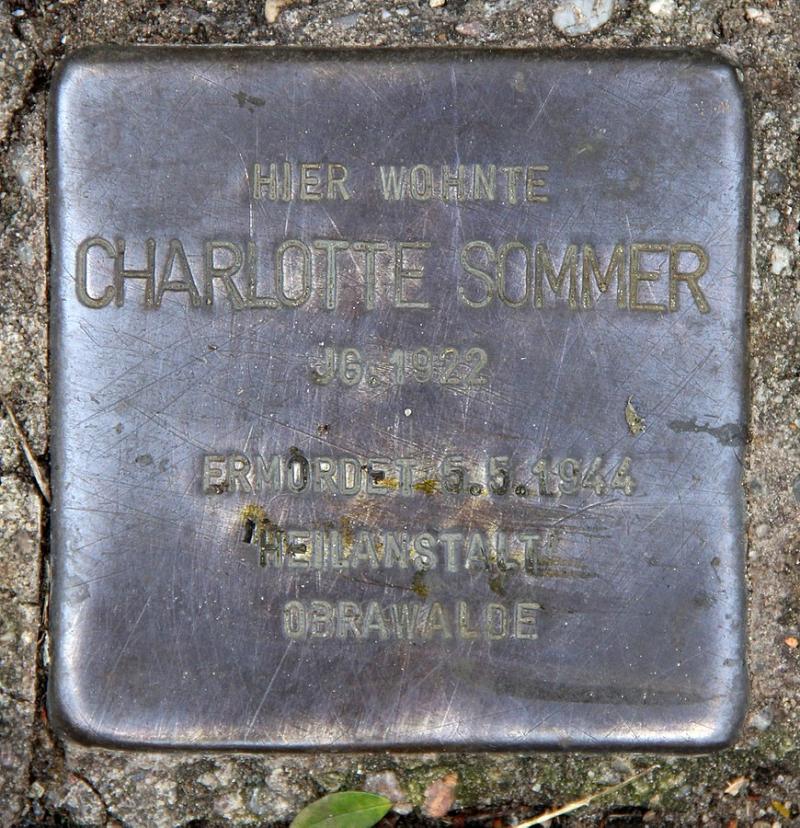 HIER WOHNTE
CHARLOTTE SOMMER
JG. 1922
ERMORDET 5.5.1944
"HEILANSTALT"
OBRAWALDE